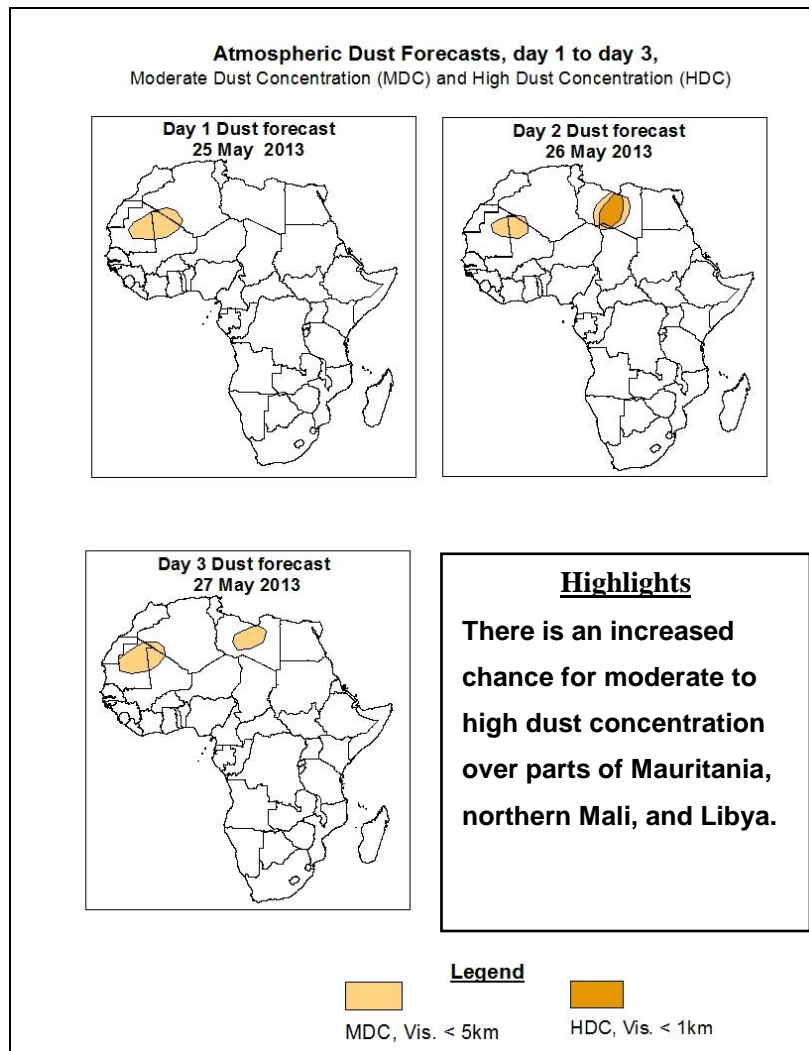 Atmospheric Dust Forecasts, day 1 to day 3,
Moderate Dust Concentration (MDC) and High Dust Concentration (HDC)
Day 1 Dust forecast
25 May 2013
Day 2 Dust forecast
26 May 2013
Day 3 Dust forecast
27 May 2013
Highlights
There is an increased
chance for moderate to
high dust concentration
over parts of Mauritania,
northern Mali, and Libya.
Legend
MDC, Vis. < 5km
HDC, Vis. < 1km